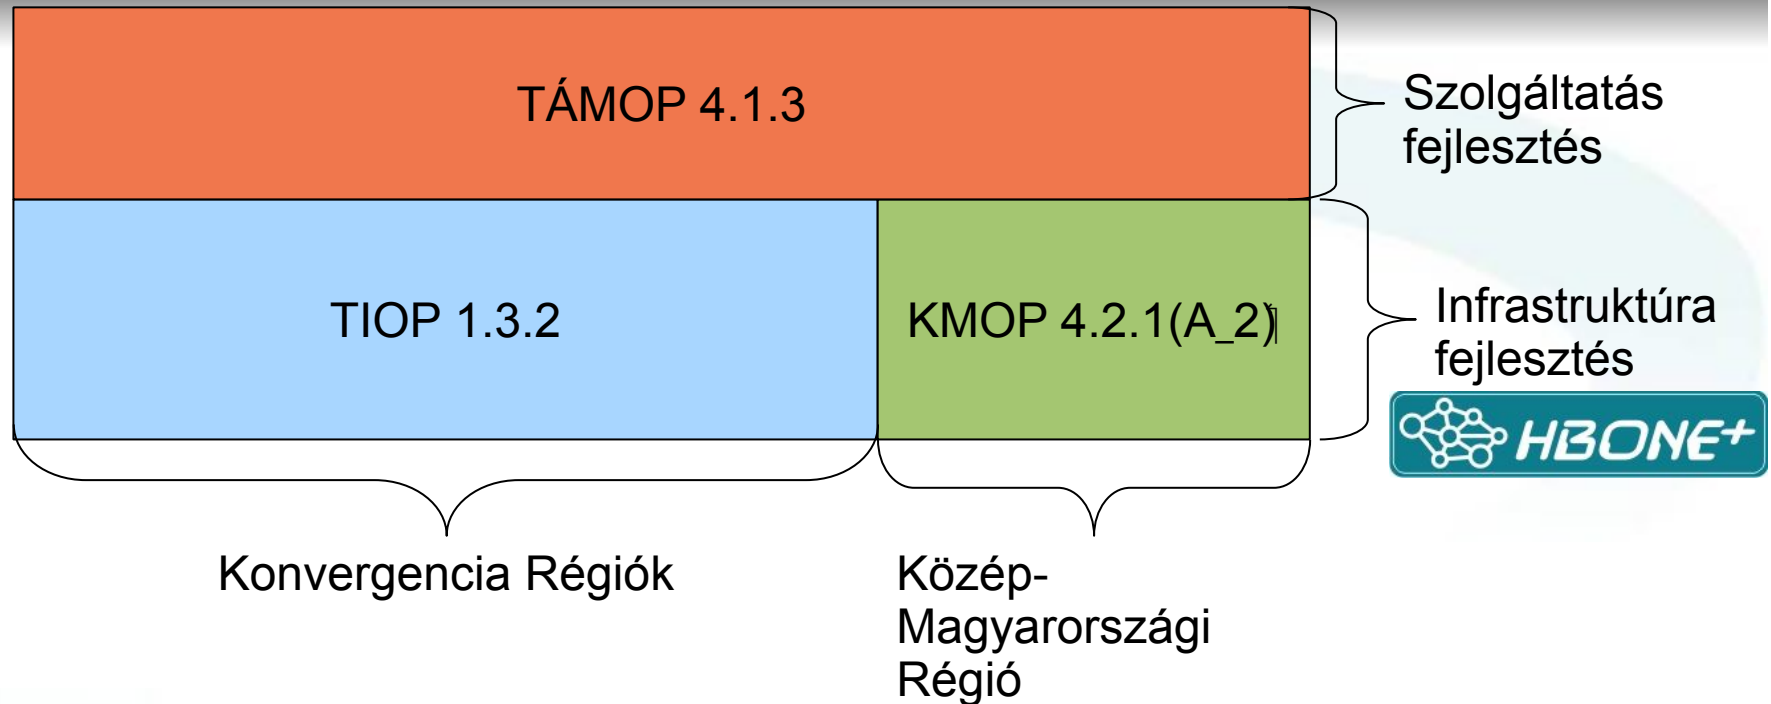 TÁMOP 4.1.3
Szolgáltatás
fejlesztés
TIOP 1.3.2
KMOP 4.2.1(A_2)
Infrastruktúra
fejlesztés
HBONE+
Konvergencia Régiók
Közép-
Magyarországi
Régió